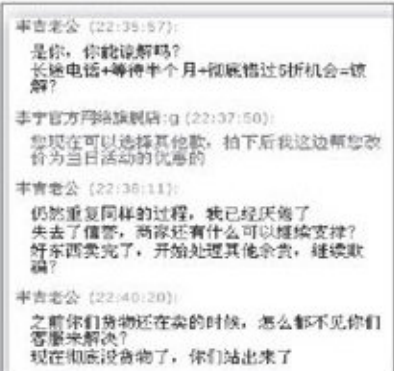 丰吉老公 (22:35:57):
是你，你能谅解吗？
长途电话+等待半个月+彻底错过5折机会=谅
解？
李宁官方网络旗舰店:g (22:37:50):
您现在可以选择其他款，拍下后我这边帮您改
价为当日活动的优惠的
丰吉老公 (22:38:11):
仍然重复同样的过程，我已经厌倦了
失去了信誉，商家还有什么可以继续支撑？
好东西卖完了，开始处理其他余货，继续欺
骗？
丰吉老公 (22:40:20):
之前你们货物还在卖的时候，怎么都不见你们
客服来解决？
现在彻底没货物了，你们站出来了